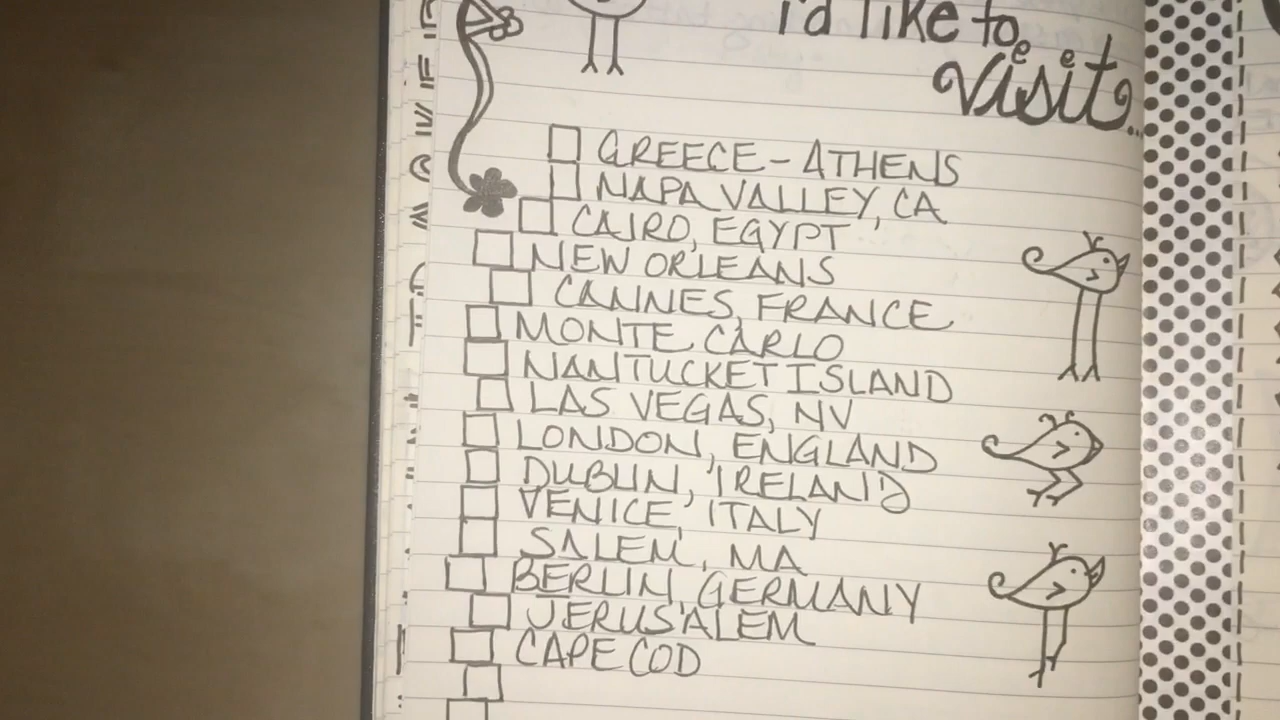 i'd like to
visit...
GREECE - ATHENS
NAPA VALLEY, CA
CAIRO, EGYPT
NEW ORLEANS
CANNES, FRANCE
MONTE CARLO
NANTUCKET ISLAND
LAS VEGAS, NV
LONDON, ENGLAND
DUBLIN, IRELAND
VENICE, ITALY
SALEM, MA
BERLIN, GERMANY
JERUSALEM
CAPE COD